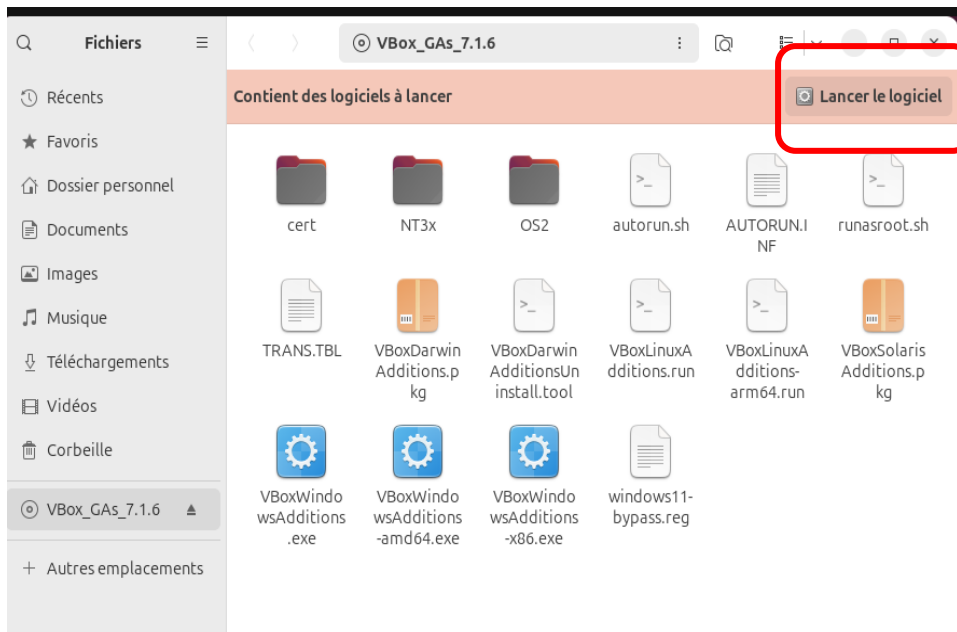 Fichiers
VBox_GAs_7.1.6
Récents
Favoris
Dossier personnel
Documents
Images
Musique
Téléchargements
Vidéos
Corbeille
VBox_GAs_7.1.6
Autres emplacements
Contient des logiciels à lancer
Lancer le logiciel
cert
NT3x
OS2
autorun.sh
AUTORUN.I
NF
runasroot.sh
TRANS.TBL
VBoxDarwin
Additions.p
kg
VBoxDarwin
AdditionsUn
install.tool
VBoxLinuxA
dditions.run
VBoxLinuxA
dditions-
arm64.run
VBoxSolaris
Additions.p
kg
VBoxWindo
wsAdditions
.exe
VBoxWindo
wsAdditions
-amd64.exe
VBoxWindo
wsAdditions
-x86.exe
windows11-
bypass.reg